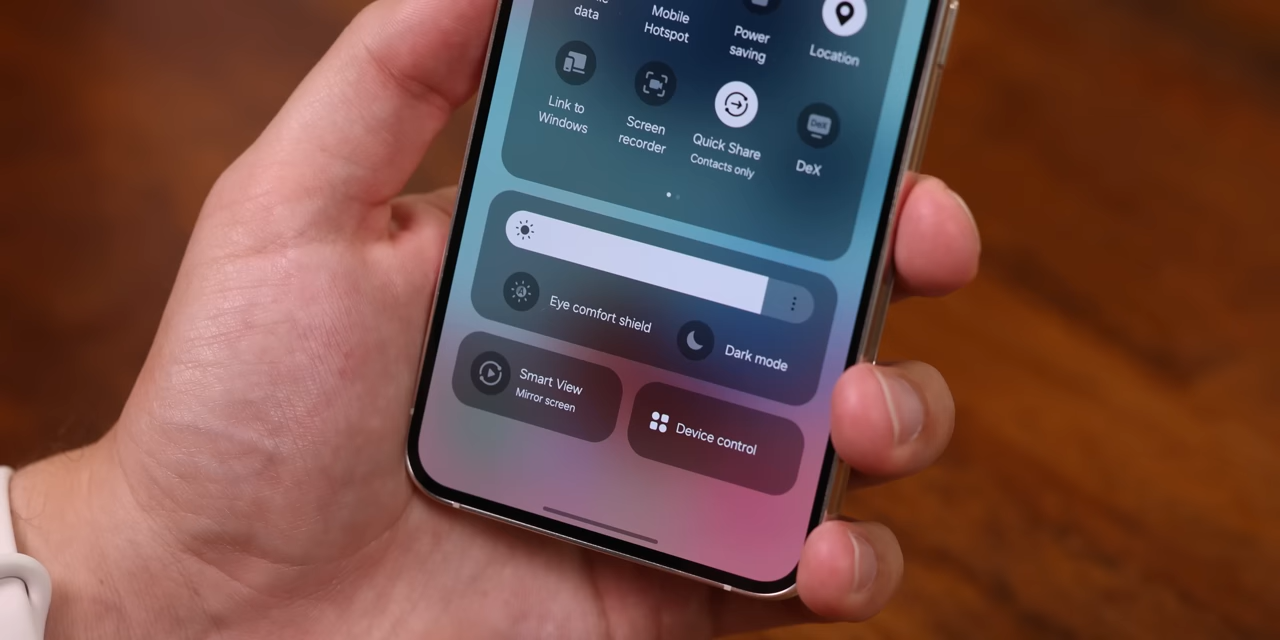 data
Mobile
Hotspot
Power
saving
Location
Link to
Windows
Screen
recorder
Quick Share
Contacts only
DeX
DeX
Eye comfort shield
Dark mode
Smart View
Mirror screen
Device control